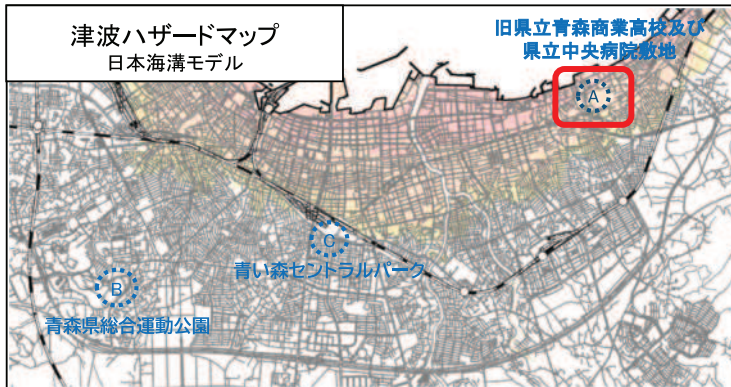 津波ハザードマップ
日本海溝モデル
旧県立青森商業高校及び
県立中央病院敷地
A
C
青い森セントラルパーク
B
青森県総合運動公園